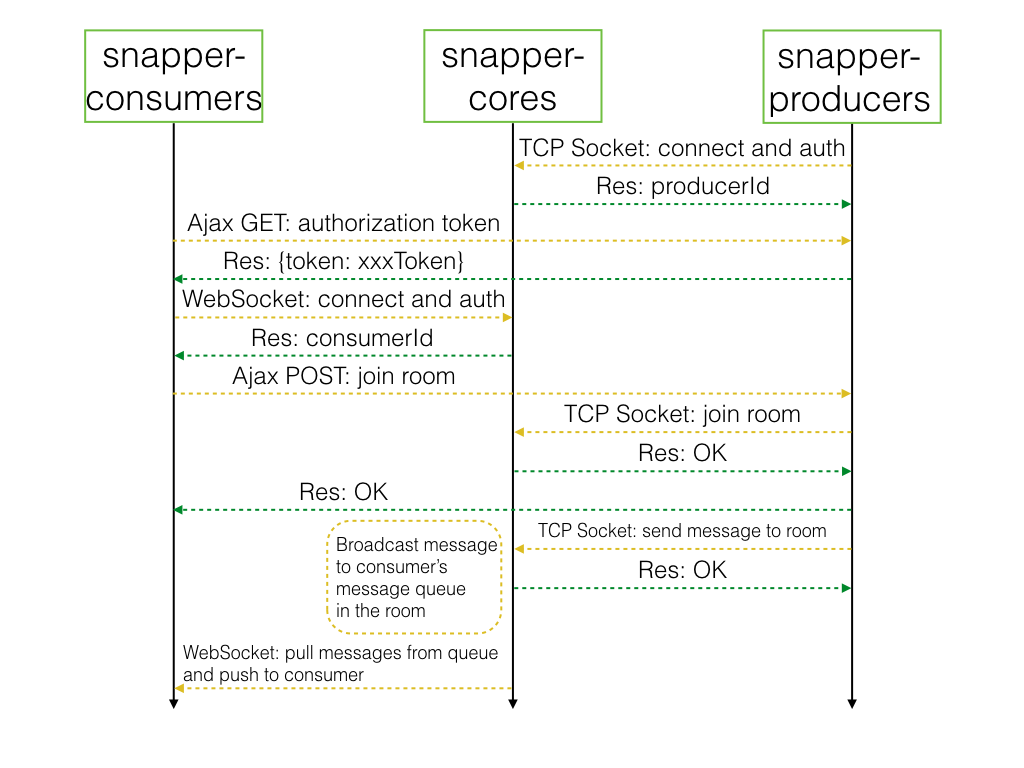 snapper-
consumers
snapper-
cores
snapper-
producers
TCP Socket: connect and auth
Res: producerId
Ajax GET: authorization token
Res: {token: xxxToken}
WebSocket: connect and auth
Res: consumerId
Ajax POST: join room
TCP Socket: join room
Res: OK
Res: OK
TCP Socket: send message to room
Broadcast message
to consumer’s
message queue
in the room
Res: OK
WebSocket: pull messages from queue
and push to consumer